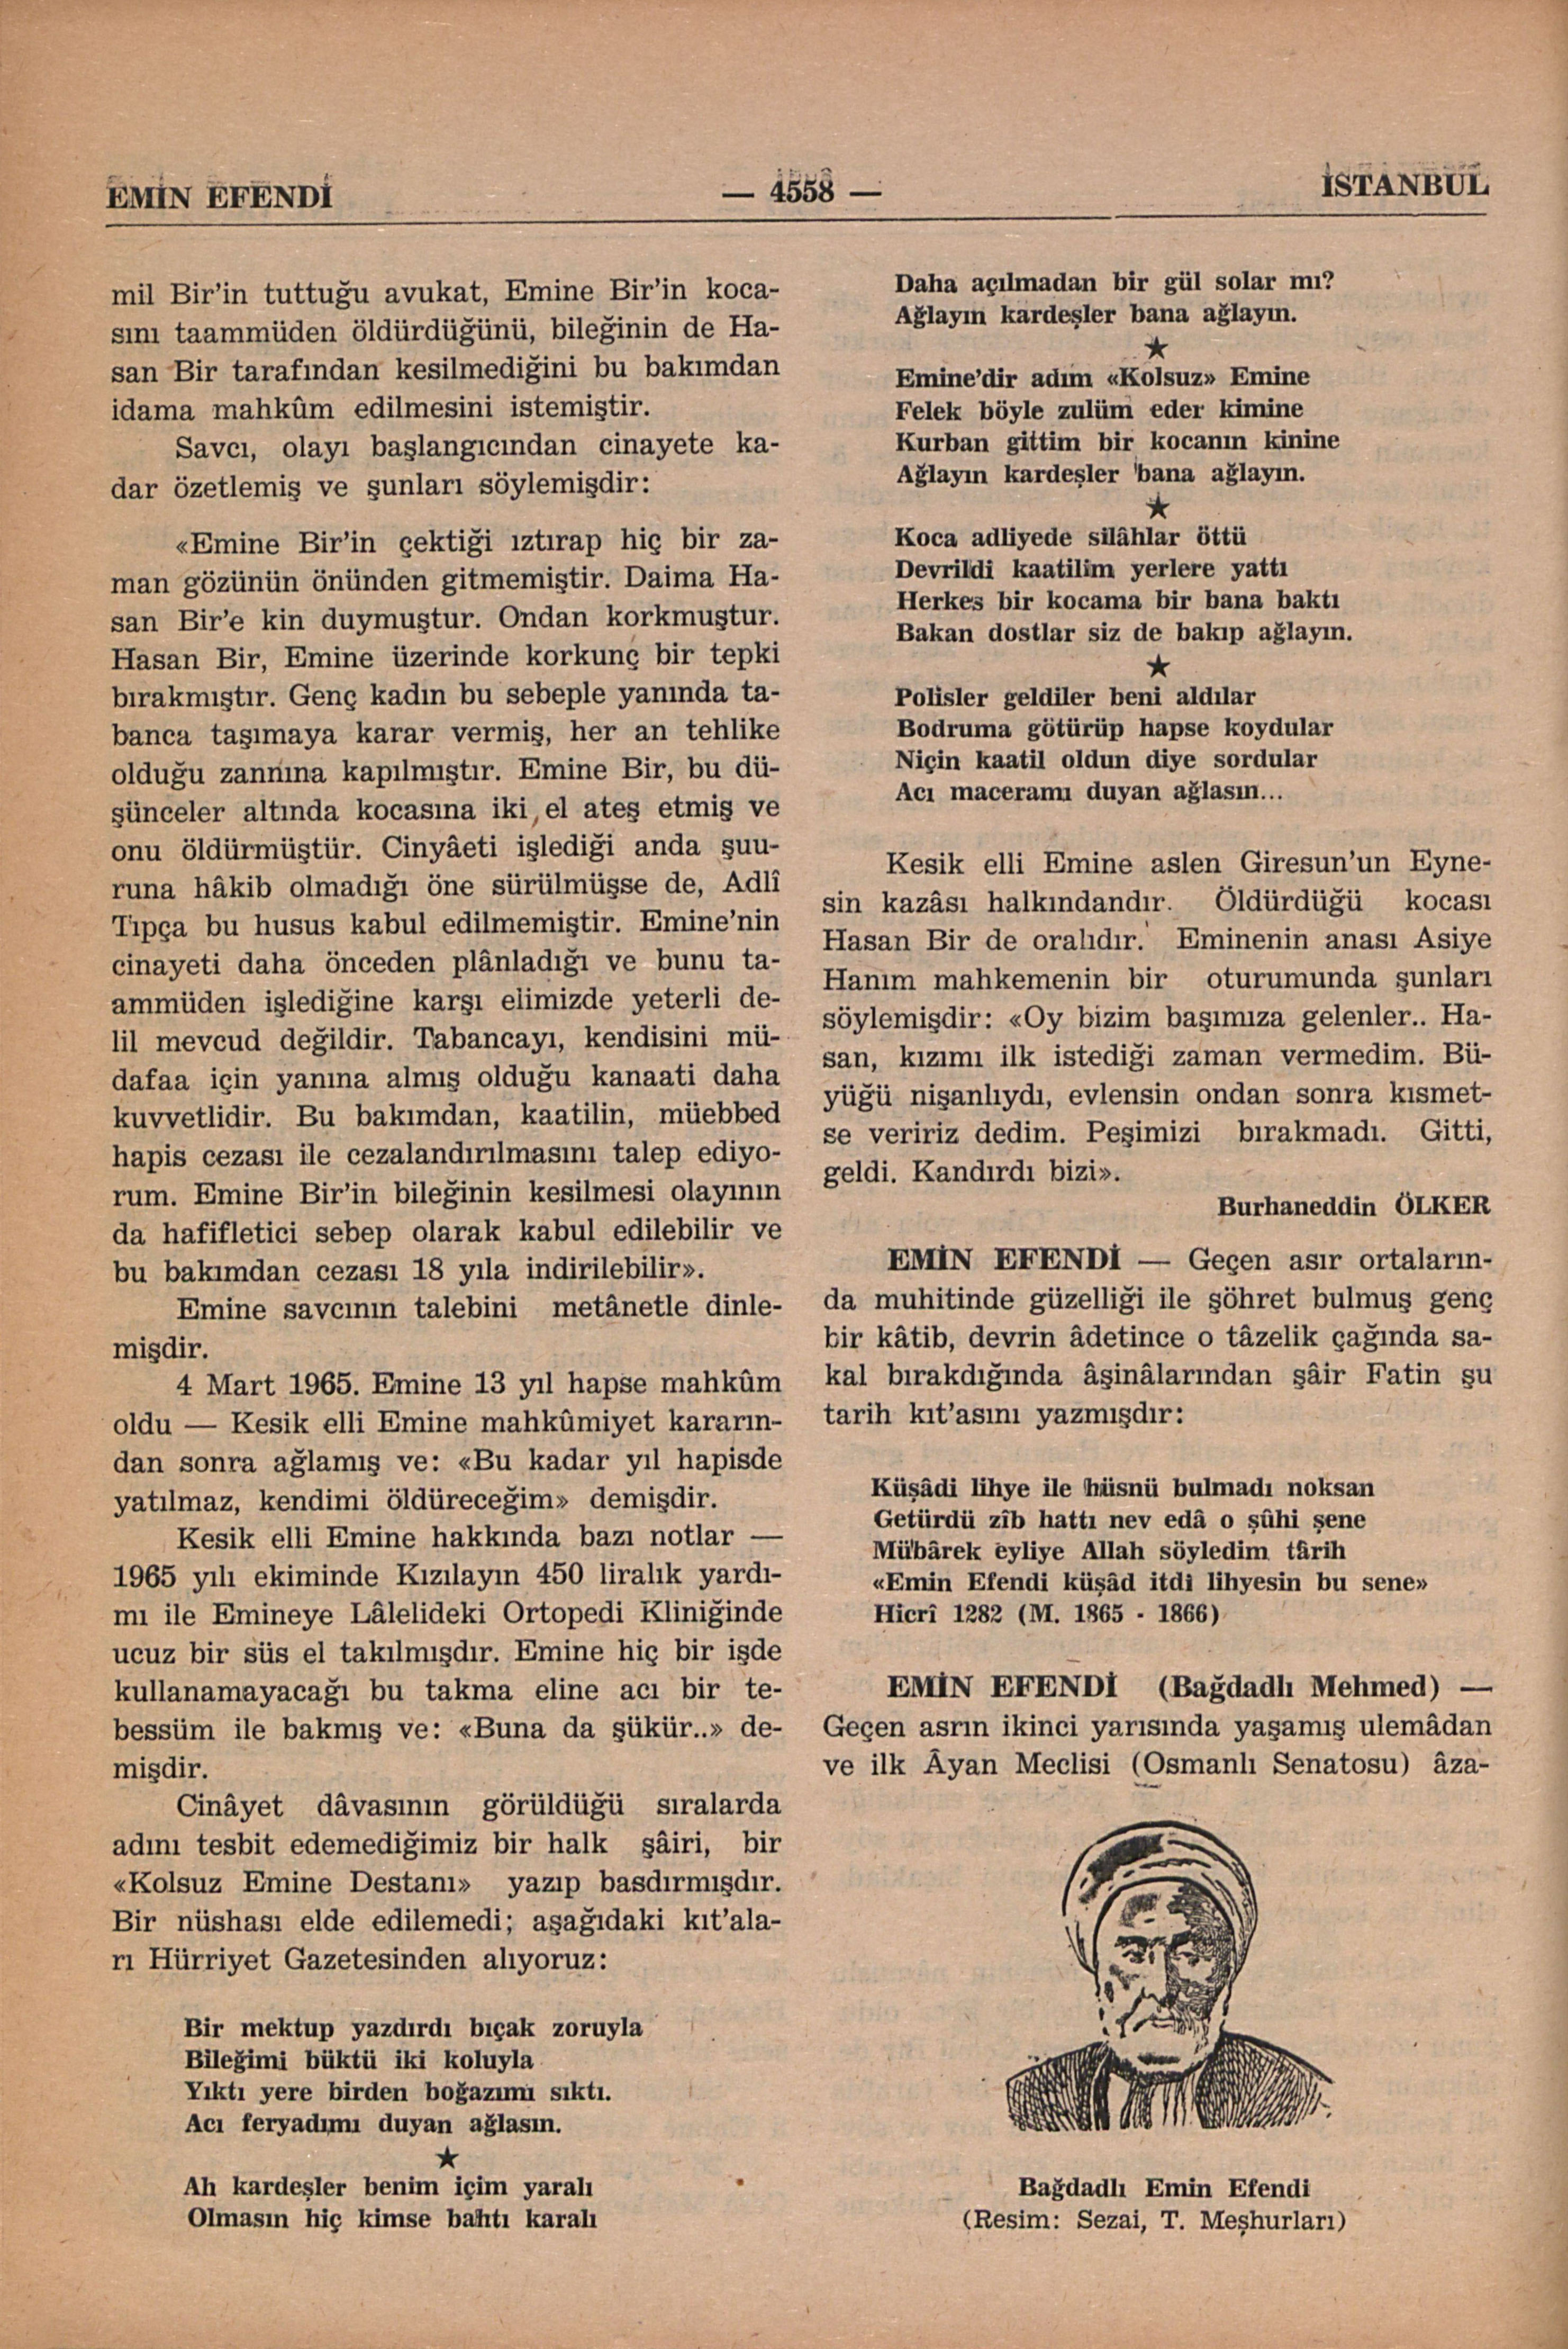 EMİN EFENDİ
— 4558 —
İSTANBUL
mil Bir'in tuttuğu avukat, Emine Bir'in koca-
sını taammüden öldürdüğünü, bileğinin de Ha-
san Bir tarafından kesilmediğini bu bakımdan
idama mahkûm edilmesini istemiştir.
Savcı, olayı başlangıcından cinayete ka-
dar özetlemiş ve şunları söylemişdir:
«Emine Bir'in çektiği ıztırap hiç bir za-
man gözünün önünden gitmemiştir. Daima Ha-
san Bir'e kin duymuştur. Ondan korkmuştur.
Hasan Bir, Emine üzerinde korkunç bir tepki
bırakmıştır. Genç kadın bu sebeple yanında ta-
banca taşımaya karar vermiş, her an tehlike
olduğu zannına kapılmıştır. Emine Bir, bu dü-
şünceler altında kocasına iki el ateş etmiş ve
onu öldürmüştür. Cinyâeti işlediği anda şuu-
runa hâkib olmadığı öne sürülmüşse de, Adlî
Tıpça bu husus kabul edilmemiştir. Emine'nin
cinayeti daha önceden plânladığı ve bunu ta-
ammüden işlediğine karşı elimizde yeterli de-
lil mevcud değildir. Tabancayı, kendisini mü-
dafaa için yanına almış olduğu kanaati daha
kuvvetlidir. Bu bakımdan, kaatilin, müebbed
hapis cezası ile cezalandırılmasını talep ediyo-
rum. Emine Bir'in bileğinin kesilmesi olayının
da hafifletici sebep olarak kabul edilebilir ve
bu bakımdan cezası 18 yıla indirilebilir».
Emine savcının talebini metânetle dinle-
mişdir.
4 Mart 1965. Emine 13 yıl hapse mahkûm
oldu — Kesik elli Emine mahkûmiyet kararın-
dan sonra ağlamış ve: «Bu kadar yıl hapisde
yatılmaz, kendimi öldüreceğim» demişdir.
Kesik elli Emine hakkında bazı notlar —
1965 yılı ekiminde Kızılayın 450 liralık yardı-
mı ile Emineye Lâlelideki Ortopedi Kliniğinde
ucuz bir süs el takılmışdır. Emine hiç bir işde
kullanamayacağı bu takma eline acı bir te-
bessüm ile bakmış ve: «Buna da şükür..» de-
mişdir.
Cinâyet dâvasının görüldüğü sıralarda
adını tesbit edemediğimiz bir halk şâiri, bir
«Kolsuz Emine Destanı» yazıp basdırmışdır.
Bir nüshası elde edilemedi; aşağıdaki kıt'ala-
rı Hürriyet Gazetesinden alıyoruz:
Bir mektup yazdırdı bıçak zoruyla
Bileğimi büktü iki koluyla
Yıktı yere birden boğazımı sıktı.
Acı feryadımı duyan ağlasın.
★
Ah kardeşler benim içim yaralı
Olmasın hiç kimse bahtı karalı
Daha açılmadan bir gül solar mı?
Ağlayın kardeşler bana ağlayın.
★
Emine'dir adım «Kolsuz» Emine
Felek böyle zulüm eder kimine
Kurban gittim bir kocanın kinine
Ağlayın kardeşler bana ağlayın.
★
Koca adliyede silâhlar öttü
Devrildi kaatilim yerlere yattı
Herkes bir kocama bir bana baktı
Bakan dostlar siz de bakıp ağlayın.
★
Polisler geldiler beni aldılar
Bodruma götürüp hapse koydular
Niçin kaatil oldun diye sordular
Acı maceramı duyan ağlasın...
Kesik elli Emine aslen Giresun'un Eyne-
sin kazâsı halkındandır. Öldürdüğü kocası
Hasan Bir de oralıdır. Eminenin anası Asiye
Hanım mahkemenin bir oturumunda şunları
söylemişdir: «Oy bizim başımıza gelenler.. Ha-
san, kızımı ilk istediği zaman vermedim. Bü-
yüğü nişanlıydı, evlensin ondan sonra kısmet-
se veririz dedim. Peşimizi bırakmadı. Gitti,
geldi. Kandırdı bizi».
Burhaneddin ÖLKER
EMİN EFENDİ — Geçen asır ortaların-
da muhitinde güzelliği ile şöhret bulmuş genç
bir kâtib, devrin âdetince o tâzelik çağında sa-
kal bırakdığında âşinâlarından şâir Fatin şu
tarih kıt'asını yazmışdır:
Küşâdi lihye ile hüsnü bulmadı noksan
Getürdü zîb hattı nev edâ o şûhi şene
Mübârek eyliye Allah söyledim târih
«Emin Efendi küşâd itdi lihyesin bu sene»
Hicrî 1282 (M. 1865 - 1866)
EMİN EFENDİ (Bağdadlı Mehmed) —
Geçen asrın ikinci yarısında yaşamış ulemâdan
ve ilk Âyan Meclisi (Osmanlı Senatosu) âza-
Bağdadlı Emin Efendi
(Resim: Sezai, T. Meşhurları)